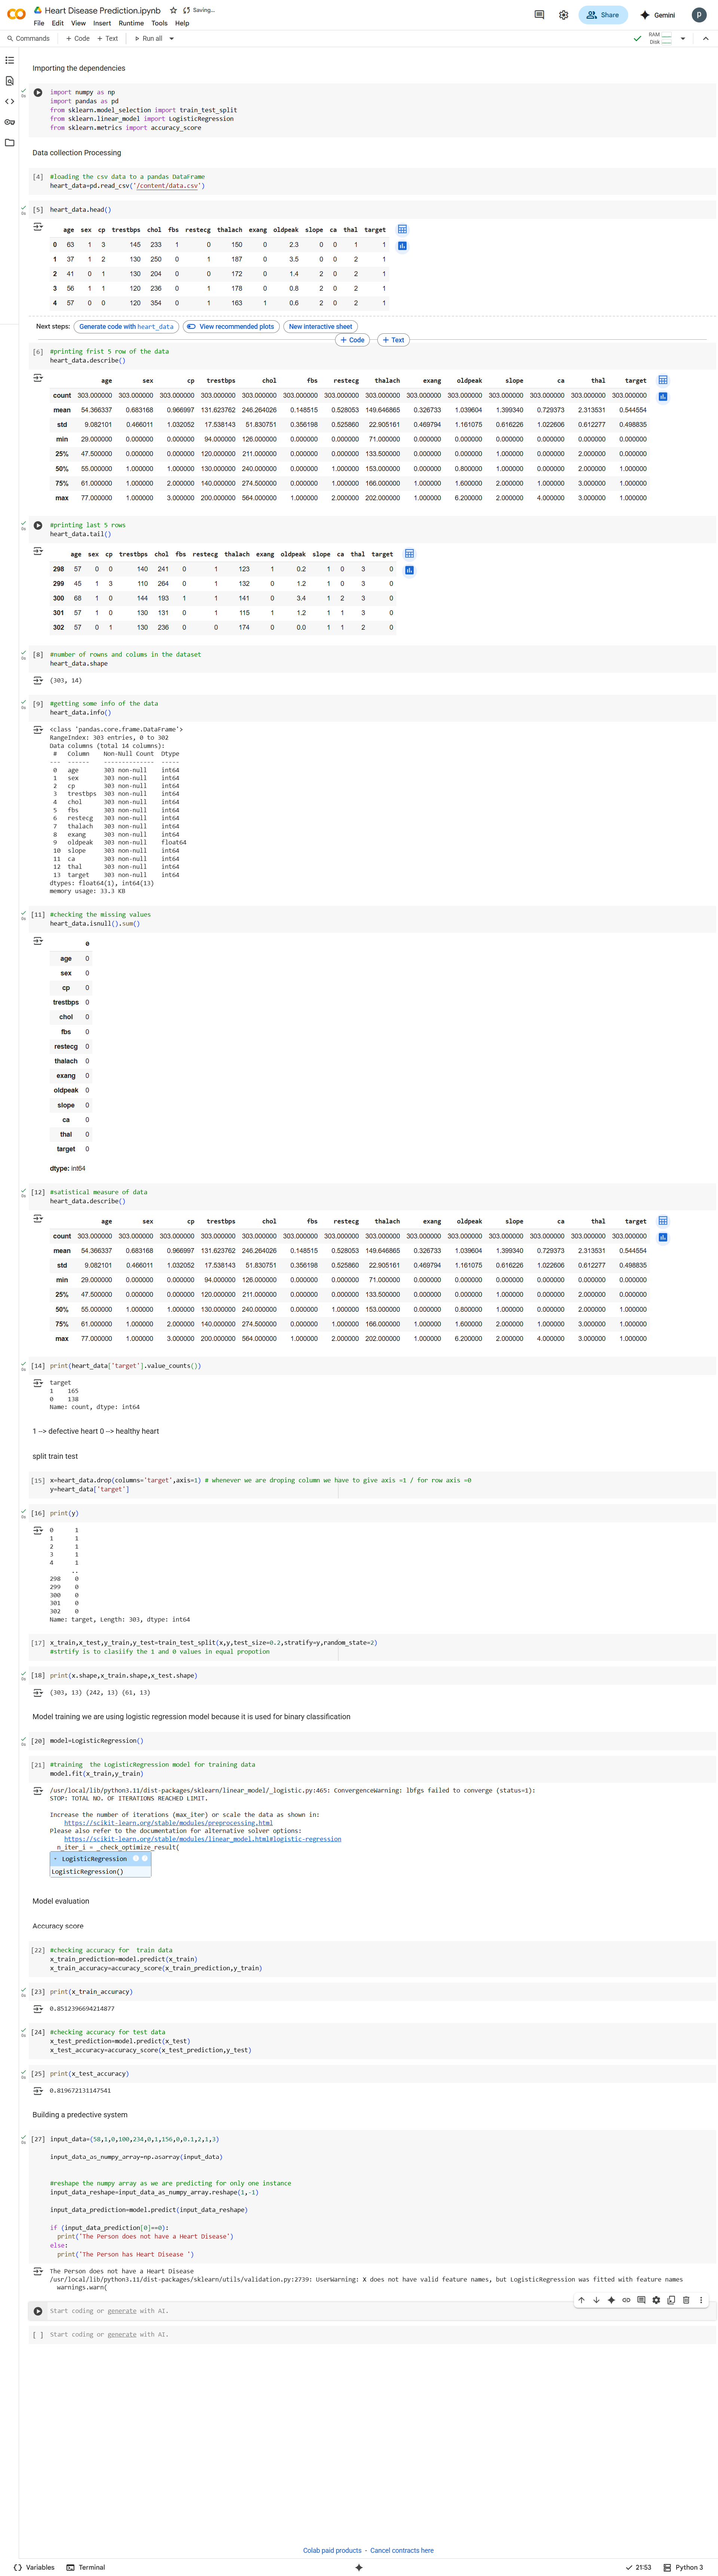 Heart Disease Prediction.ipynb Saving...
File Edit View Insert Runtime Tools Help
Share Gemini P
Commands + Code + Text Run all RAM Disk
Importing the dependencies
import numpy as np
import pandas as pd
from sklearn.model_selection import train_test_split
from sklearn.linear_model import LogisticRegression
from sklearn.metrics import accuracy_score
Data collection Processing
[4] #loading the csv data to a pandas DataFrame
heart_data=pd.read_csv('/content/data.csv')
[5] heart_data.head()
age sex cp trestbps chol fbs restecg thalach exang oldpeak slope ca thal target
0 63 1 3 145 233 1 0 150 0 2.3 0 0 1 1
1 37 1 2 130 250 0 1 187 0 3.5 0 0 2 1
2 41 0 1 130 204 0 0 172 0 1.4 2 0 2 1
3 56 1 1 120 236 0 1 178 0 0.8 2 0 2 1
4 57 0 0 120 354 0 1 163 1 0.6 2 0 2 1
Next steps: Generate code with heart_data View recommended plots New interactive sheet
+ Code + Text
[6] #printing frist 5 row of the data
heart_data.describe()
age sex cp trestbps chol fbs restecg thalach exang oldpeak slope ca thal target
count 303.000000 303.000000 303.000000 303.000000 303.000000 303.000000 303.000000 303.000000 303.000000 303.000000 303.000000 303.000000 303.000000 303.000000
mean 54.366337 0.683168 0.966997 131.623762 246.264026 0.148515 0.528053 149.646865 0.326733 1.039604 1.399340 0.729373 2.313531 0.544554
std 9.082101 0.466011 1.032052 17.538143 51.830751 0.356198 0.525860 22.905161 0.469794 1.161075 0.616226 1.022606 0.612277 0.498835
min 29.000000 0.000000 0.000000 94.000000 126.000000 0.000000 0.000000 71.000000 0.000000 0.000000 0.000000 0.000000 0.000000 0.000000
25% 47.500000 0.000000 0.000000 120.000000 211.000000 0.000000 0.000000 133.500000 0.000000 0.000000 1.000000 0.000000 2.000000 0.000000
50% 55.000000 1.000000 1.000000 130.000000 240.000000 0.000000 1.000000 153.000000 0.000000 0.800000 1.000000 0.000000 2.000000 1.000000
75% 61.000000 1.000000 2.000000 140.000000 274.500000 0.000000 1.000000 166.000000 1.000000 1.600000 2.000000 1.000000 3.000000 1.000000
max 77.000000 1.000000 3.000000 200.000000 564.000000 1.000000 2.000000 202.000000 1.000000 6.200000 2.000000 4.000000 3.000000 1.000000
#printing last 5 rows
heart_data.tail()
age sex cp trestbps chol fbs restecg thalach exang oldpeak slope ca thal target
298 57 0 0 140 241 0 1 123 1 0.2 1 0 3 0
299 45 1 3 110 264 0 1 132 0 1.2 1 0 3 0
300 68 1 0 144 193 1 1 141 0 3.4 1 2 3 0
301 57 1 0 130 131 0 1 115 1 1.2 1 1 3 0
302 57 0 1 130 236 0 0 174 0 0.0 1 1 2 0
[8] #number of rowns and colums in the dataset
heart_data.shape
(303, 14)
[9] #getting some info of the data
heart_data.info()
<class 'pandas.core.frame.DataFrame'>
RangeIndex: 303 entries, 0 to 302
Data columns (total 14 columns):
# Column Non-Null Count Dtype
--- ------ -------------- -----
0 age 303 non-null int64
1 sex 303 non-null int64
2 cp 303 non-null int64
3 trestbps 303 non-null int64
4 chol 303 non-null int64
5 fbs 303 non-null int64
6 restecg 303 non-null int64
7 thalach 303 non-null int64
8 exang 303 non-null int64
9 oldpeak 303 non-null float64
10 slope 303 non-null int64
11 ca 303 non-null int64
12 thal 303 non-null int64
13 target 303 non-null int64
dtypes: float64(1), int64(13)
memory usage: 33.3 KB
[11] #checking the missing values
heart_data.isnull().sum()
0
age 0
sex 0
cp 0
trestbps 0
chol 0
fbs 0
restecg 0
thalach 0
exang 0
oldpeak 0
slope 0
ca 0
thal 0
target 0
dtype: int64
[12] #satistical measure of data
heart_data.describe()
age sex cp trestbps chol fbs restecg thalach exang oldpeak slope ca thal target
count 303.000000 303.000000 303.000000 303.000000 303.000000 303.000000 303.000000 303.000000 303.000000 303.000000 303.000000 303.000000 303.000000 303.000000
mean 54.366337 0.683168 0.966997 131.623762 246.264026 0.148515 0.528053 149.646865 0.326733 1.039604 1.399340 0.729373 2.313531 0.544554
std 9.082101 0.466011 1.032052 17.538143 51.830751 0.356198 0.525860 22.905161 0.469794 1.161075 0.616226 1.022606 0.612277 0.498835
min 29.000000 0.000000 0.000000 94.000000 126.000000 0.000000 0.000000 71.000000 0.000000 0.000000 0.000000 0.000000 0.000000 0.000000
25% 47.500000 0.000000 0.000000 120.000000 211.000000 0.000000 0.000000 133.500000 0.000000 0.000000 1.000000 0.000000 2.000000 0.000000
50% 55.000000 1.000000 1.000000 130.000000 240.000000 0.000000 1.000000 153.000000 0.000000 0.800000 1.000000 0.000000 2.000000 1.000000
75% 61.000000 1.000000 2.000000 140.000000 274.500000 0.000000 1.000000 166.000000 1.000000 1.600000 2.000000 1.000000 3.000000 1.000000
max 77.000000 1.000000 3.000000 200.000000 564.000000 1.000000 2.000000 202.000000 1.000000 6.200000 2.000000 4.000000 3.000000 1.000000
[14] print(heart_data['target'].value_counts())
target
1 165
0 138
Name: count, dtype: int64
1 --> defective heart 0 --> healthy heart
split train test
[15] x=heart_data.drop(columns='target',axis=1) # whenever we are droping column we have to give axis =1 / for row axis =0
y=heart_data['target']
[16] print(y)
0 1
1 1
2 1
3 1
4 1
..
298 0
299 0
300 0
301 0
302 0
Name: target, Length: 303, dtype: int64
[17] x_train,x_test,y_train,y_test=train_test_split(x,y,test_size=0.2,stratify=y,random_state=2)
#strtify is to clasiify the 1 and 0 values in equal propotion
[18] print(x.shape,x_train.shape,x_test.shape)
(303, 13) (242, 13) (61, 13)
Model training we are using logistic regression model because it is used for binary classification
[20] model=LogisticRegression()
[21] #training the LogisticRegression model for training data
model.fit(x_train,y_train)
/usr/local/lib/python3.11/dist-packages/sklearn/linear_model/_logistic.py:465: ConvergenceWarning: lbfgs failed to converge (status=1):
STOP: TOTAL NO. OF ITERATIONS REACHED LIMIT.
Increase the number of iterations (max_iter) or scale the data as shown in:
https://scikit-learn.org/stable/modules/preprocessing.html
Please also refer to the documentation for alternative solver options:
https://scikit-learn.org/stable/modules/linear_model.html#logistic-regression
n_iter_i = _check_optimize_result(
LogisticRegression
LogisticRegression()
Model evaluation
Accuracy score
[22] #checking accuracy for train data
x_train_prediction=model.predict(x_train)
x_train_accuracy=accuracy_score(x_train_prediction,y_train)
[23] print(x_train_accuracy)
0.8512396694214877
[24] #checking accuracy for test data
x_test_prediction=model.predict(x_test)
x_test_accuracy=accuracy_score(x_test_prediction,y_test)
[25] print(x_test_accuracy)
0.819672131147541
Building a predective system
[27] input_data=(58,1,0,100,234,0,1,156,0,0.1,2,1,3)
input_data_as_numpy_array=np.asarray(input_data)
#reshape the numpy array as we are predicting for only one instance
input_data_reshape=input_data_as_numpy_array.reshape(1,-1)
input_data_prediction=model.predict(input_data_reshape)
if (input_data_prediction[0]==0):
print('The Person does not have a Heart Disease')
else:
print('The Person has Heart Disease ')
The Person does not have a Heart Disease
/usr/local/lib/python3.11/dist-packages/sklearn/utils/validation.py:2739: UserWarning: X does not have valid feature names, but LogisticRegression was fitted with feature names
warnings.warn(
Start coding or generate with AI.
[ ] Start coding or generate with AI.
Colab paid products - Cancel contracts here
Variables Terminal 21:53 Python 3